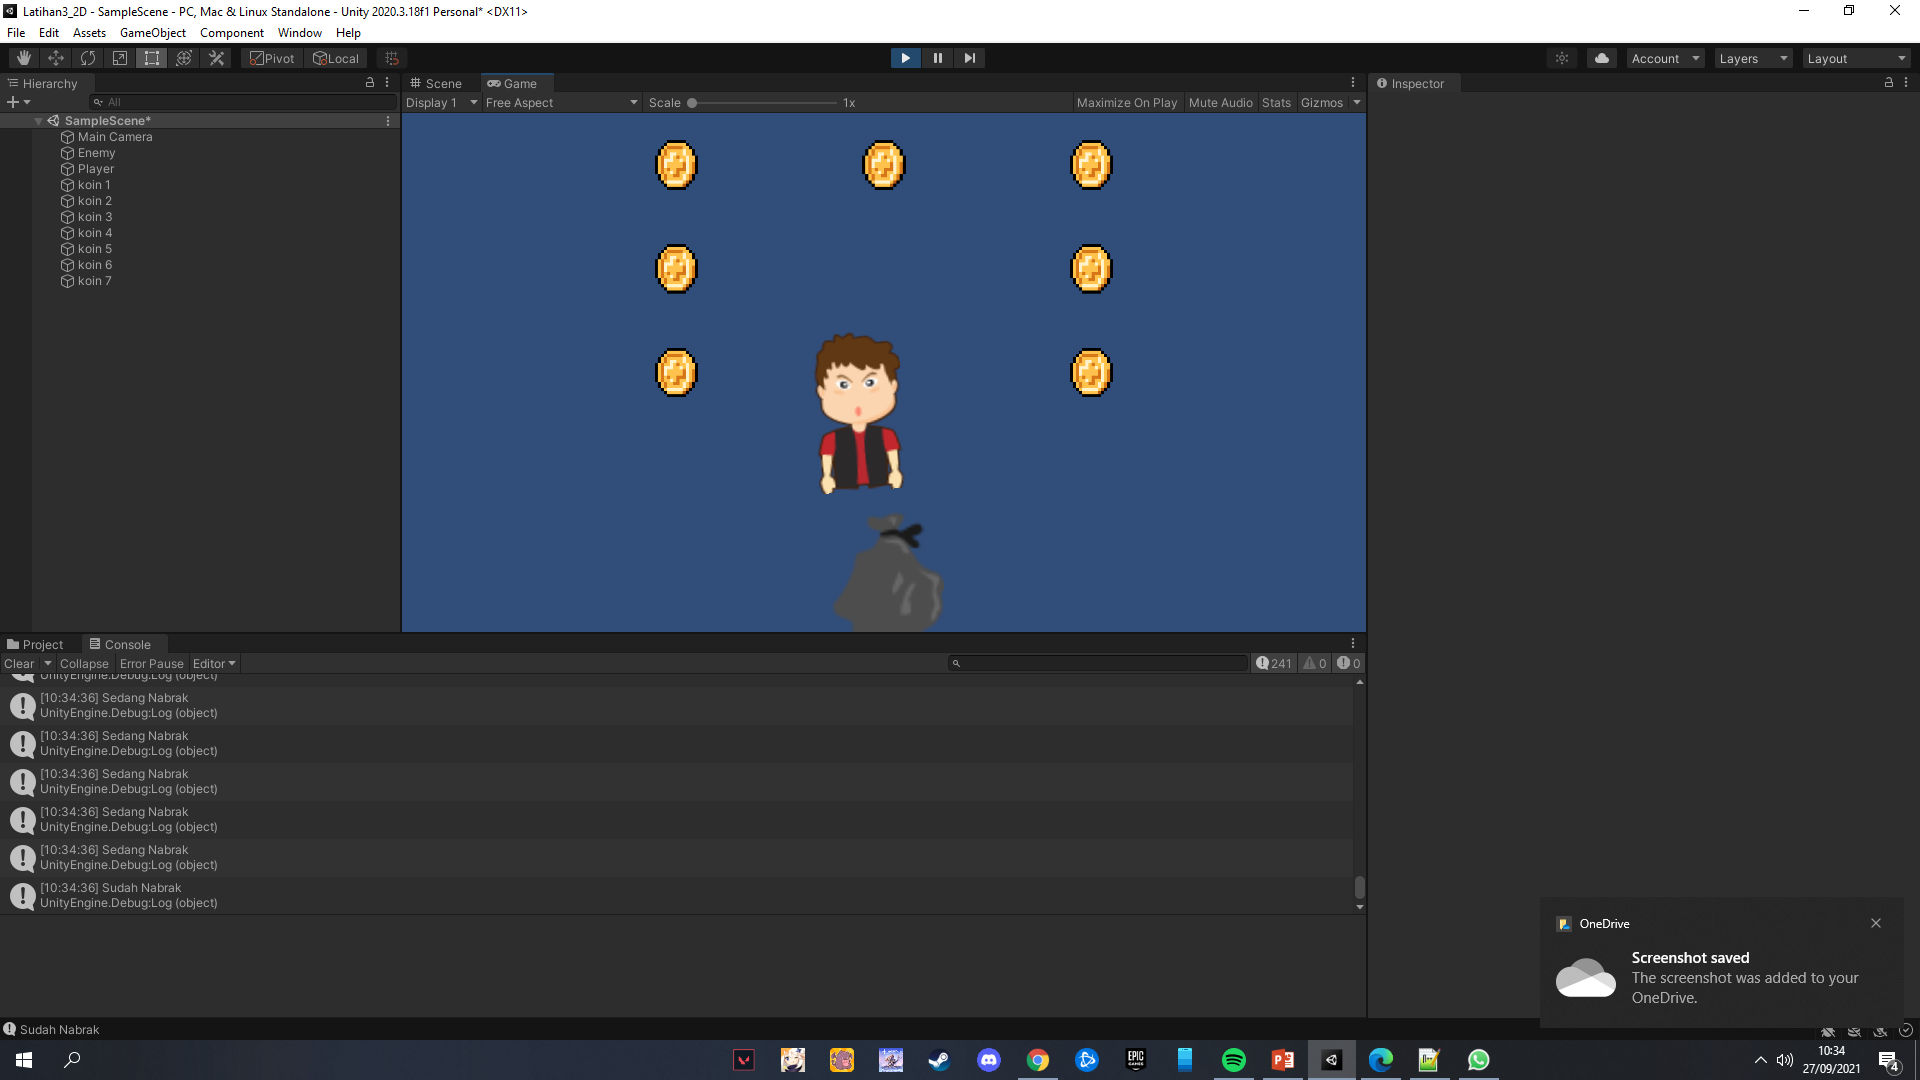 Latihan3_2D - SampleScene - PC, Mac & Linux Standalone - Unity 2020.3.18f1 Personal* <DX11>
File Edit Assets GameObject Component Window Help
Pivot Local Account Layers Layout
Hierarchy
All
SampleScene*
Main Camera
Enemy
Player
koin 1
koin 2
koin 3
koin 4
koin 5
koin 6
koin 7
Scene Game
Display 1 Free Aspect Scale 1x Maximize On Play Mute Audio Stats Gizmos
Inspector
Project Console
Clear Collapse Error Pause Editor 241 0 0
UnityEngine.Debug:Log (object)
[10:34:36] Sedang Nabrak
UnityEngine.Debug:Log (object)
[10:34:36] Sedang Nabrak
UnityEngine.Debug:Log (object)
[10:34:36] Sedang Nabrak
UnityEngine.Debug:Log (object)
[10:34:36] Sedang Nabrak
UnityEngine.Debug:Log (object)
[10:34:36] Sedang Nabrak
UnityEngine.Debug:Log (object)
[10:34:36] Sudah Nabrak
UnityEngine.Debug:Log (object)
OneDrive
Screenshot saved
The screenshot was added to your
OneDrive.
Sudah Nabrak
EPIC
GAMES
10:34
27/09/2021
4